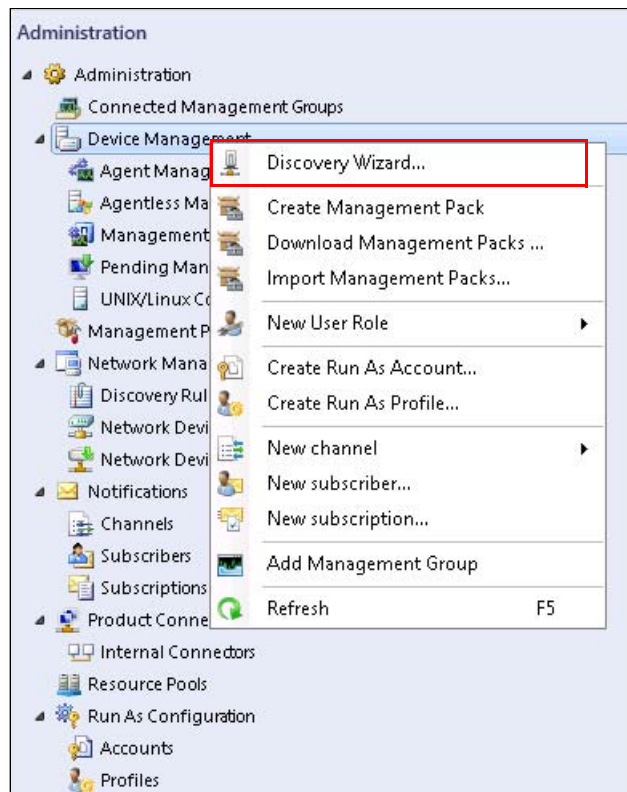 Administration
Administration
Connected Management Groups
Device Management
Agent Manag
Agentless Ma
Management
Pending Man
UNIX/Linux Co
Management P
Network Mana
Discovery Rul
Network Devi
Network Devi
Notifications
Channels
Subscribers
Subscriptions
Product Conne
Internal Connectors
Resource Pools
Run As Configuration
Accounts
Profiles
Discovery Wizard...
Create Management Pack
Download Management Packs ...
Import Management Packs...
New User Role
Create Run As Account...
Create Run As Profile...
New channel
New subscriber...
New subscription...
Add Management Group
Refresh F5